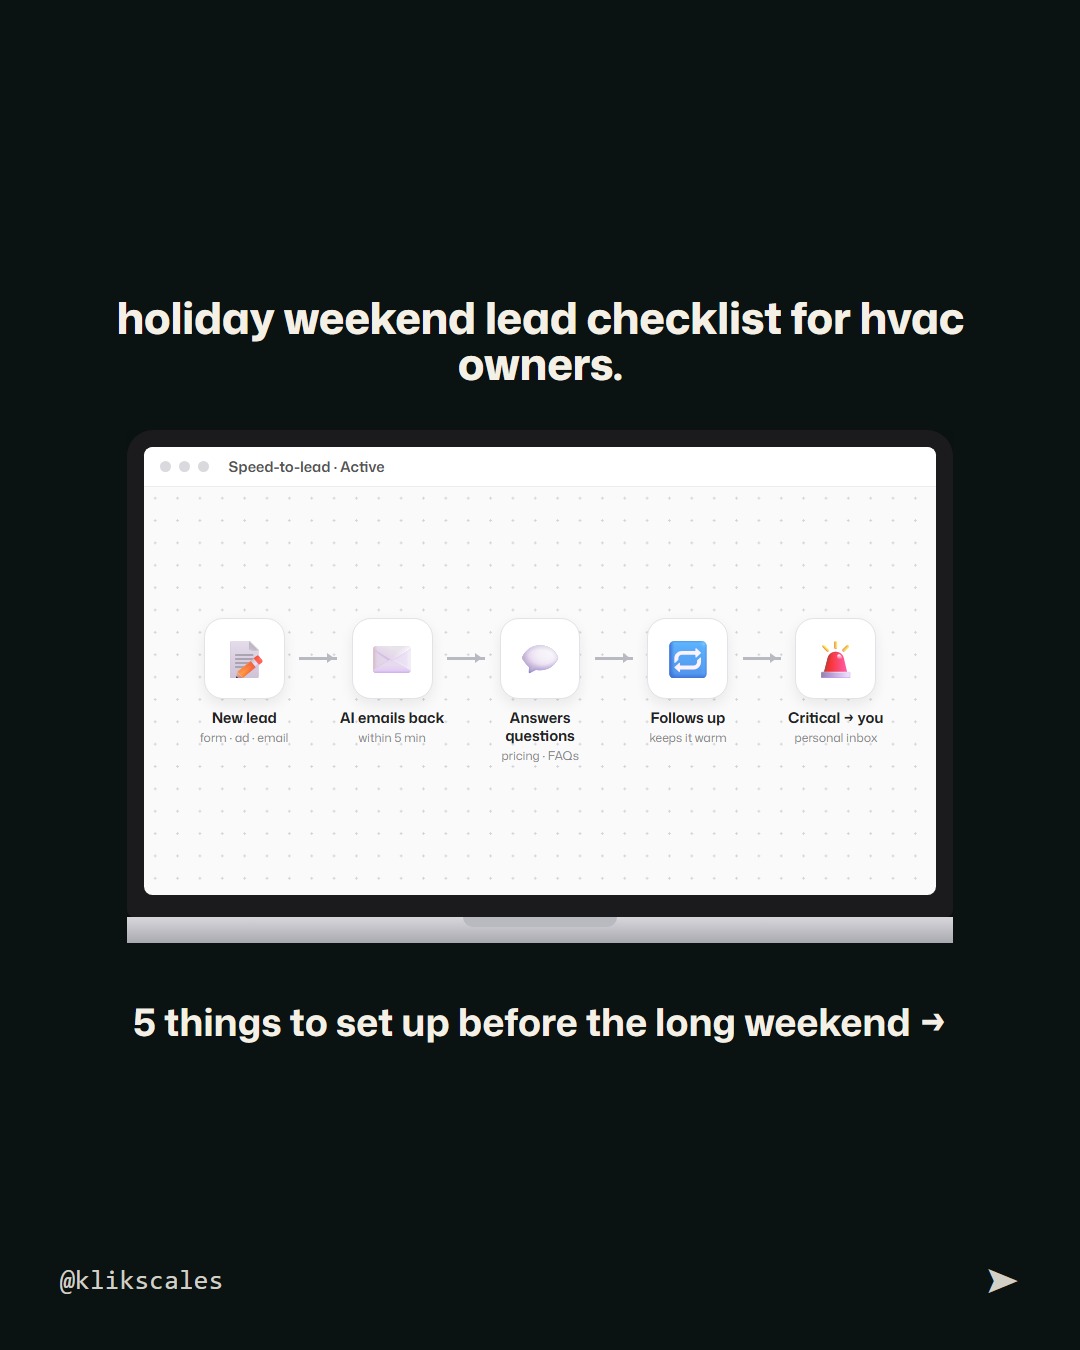 holiday weekend lead checklist for hvac
owners.
Speed-to-lead · Active
New lead
form · ad · email
AI emails back
within 5 min
Answers
questions
pricing · FAQs
Follows up
keeps it warm
Critical → you
personal inbox
5 things to set up before the long weekend →
@klikscales